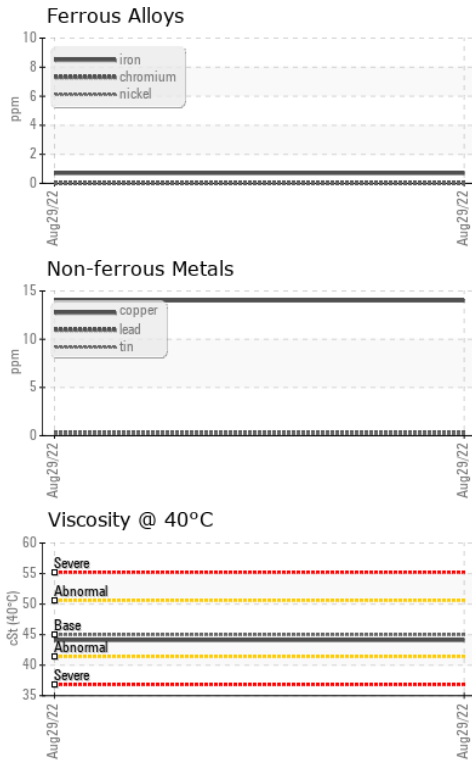 Ferrous Alloys
10
8
6
4
2
0
ppm
iron
chromium
nickel
Aug29/22
Aug29/22
Non-ferrous Metals
15
10
5
0
ppm
copper
lead
tin
Aug29/22
Aug29/22
Viscosity @ 40°C
60
55
50
45
40
35
cSt (40°C)
Severe
Abnormal
Base
Abnormal
Severe
Aug29/22
Aug29/22